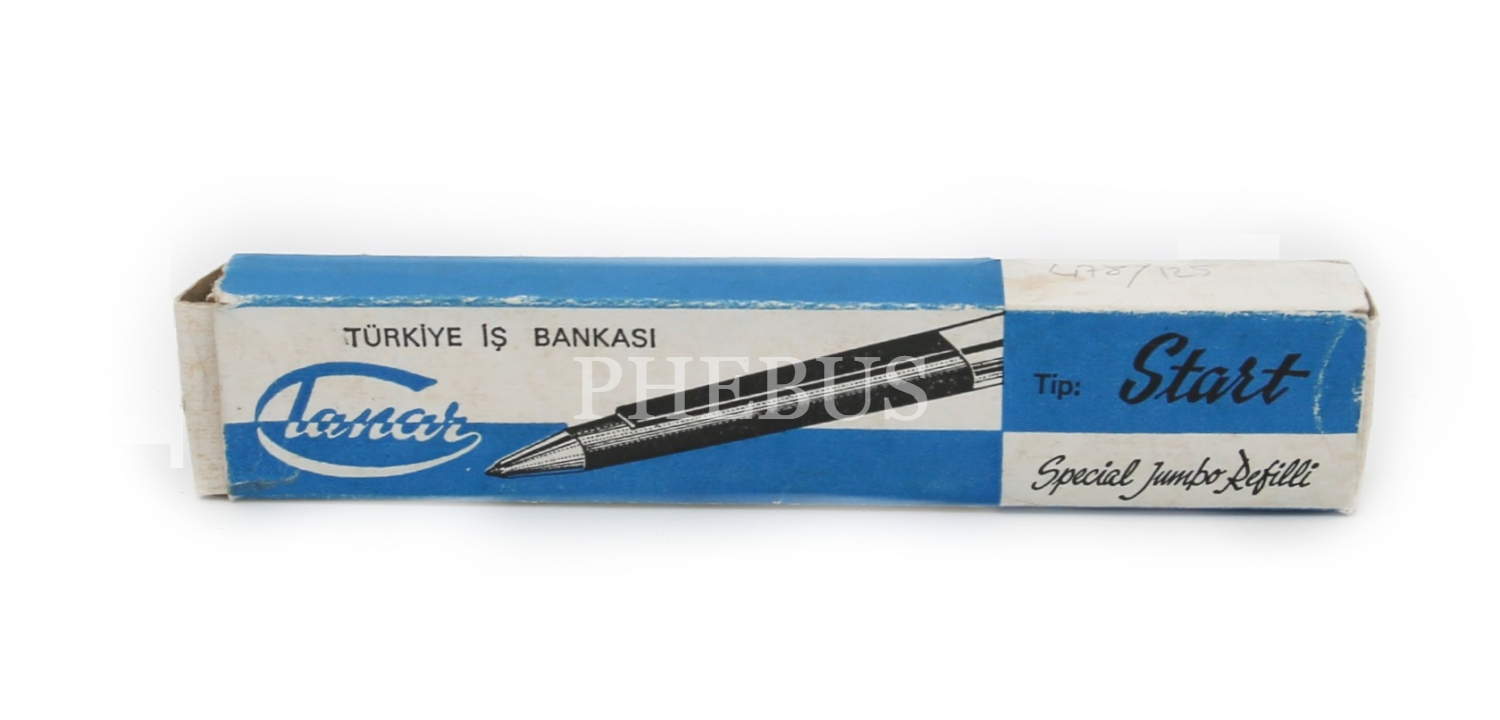 478/125
TÜRKİYE İŞ BANKASI
Tanar
PHEBUS
Tip: Start
Special Jumbo Refilli